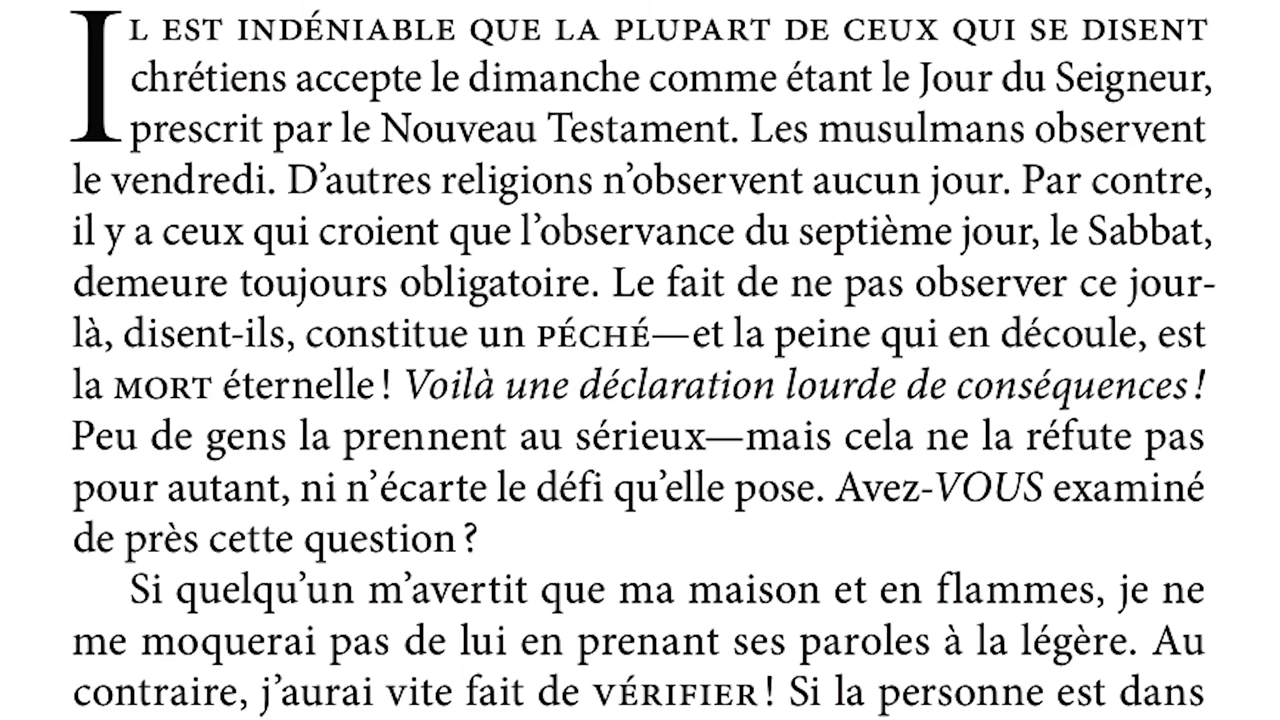 IL EST INDÉNIABLE QUE LA PLUPART DE CEUX QUI SE DISENT
chrétiens accepte le dimanche comme étant le Jour du Seigneur,
prescrit par le Nouveau Testament. Les musulmans observent
le vendredi. D’autres religions n’observent aucun jour. Par contre,
il y a ceux qui croient que l’observance du septième jour, le Sabbat,
demeure toujours obligatoire. Le fait de ne pas observer ce jour-
là, disent-ils, constitue un PÉCHÉ—et la peine qui en découle, est
la MORT éternelle ! Voilà une déclaration lourde de conséquences !
Peu de gens la prennent au sérieux—mais cela ne la réfute pas
pour autant, ni n’écarte le défi qu’elle pose. Avez-VOUS examiné
de près cette question ?
Si quelqu’un m’avertit que ma maison et en flammes, je ne
me moquerai pas de lui en prenant ses paroles à la légère. Au
contraire, j’aurai vite fait de VÉRIFIER ! Si la personne est dans